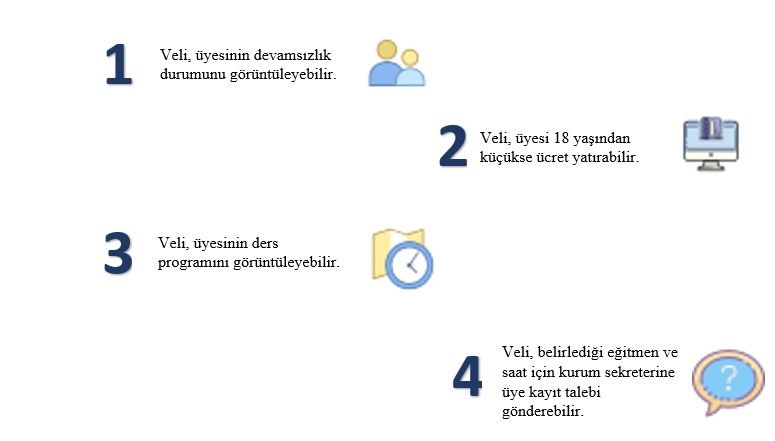 1
Veli, üyesinin devamsızlık
durumunu görüntüleyebilir.
2
Veli, üyesi 18 yaşından
küçükse ücret yatırabilir.
3
Veli, üyesinin ders
programını görüntüleyebilir.
4
Veli, belirlediği eğitmen ve
saat için kurum sekreterine
üye kayıt talebi
gönderebilir.
?